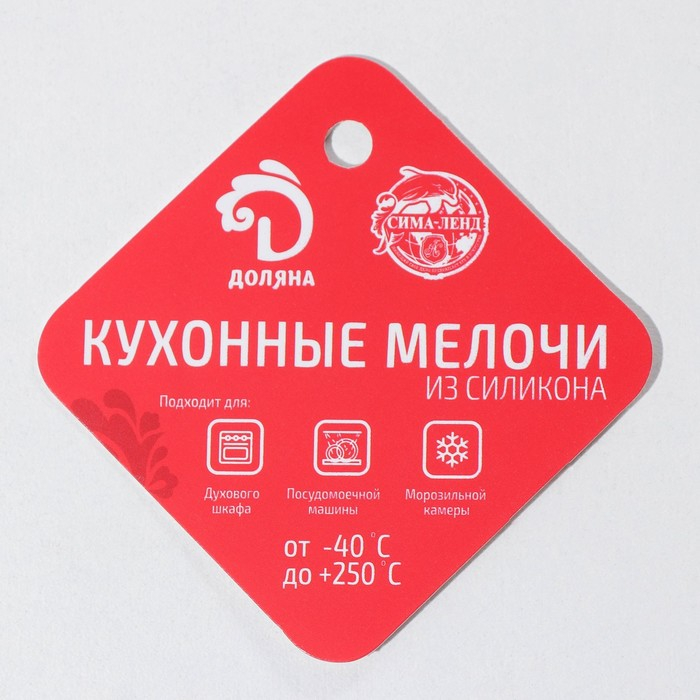 ДОЛЯНА
СИМА-ЛЕНД
КУХОННЫЕ МЕЛОЧИ
ИЗ СИЛИКОНА
Подходит для:
Духового
шкафа
Посудомоечной
машины
Морозильной
камеры
от -40 °C
до +250 °C